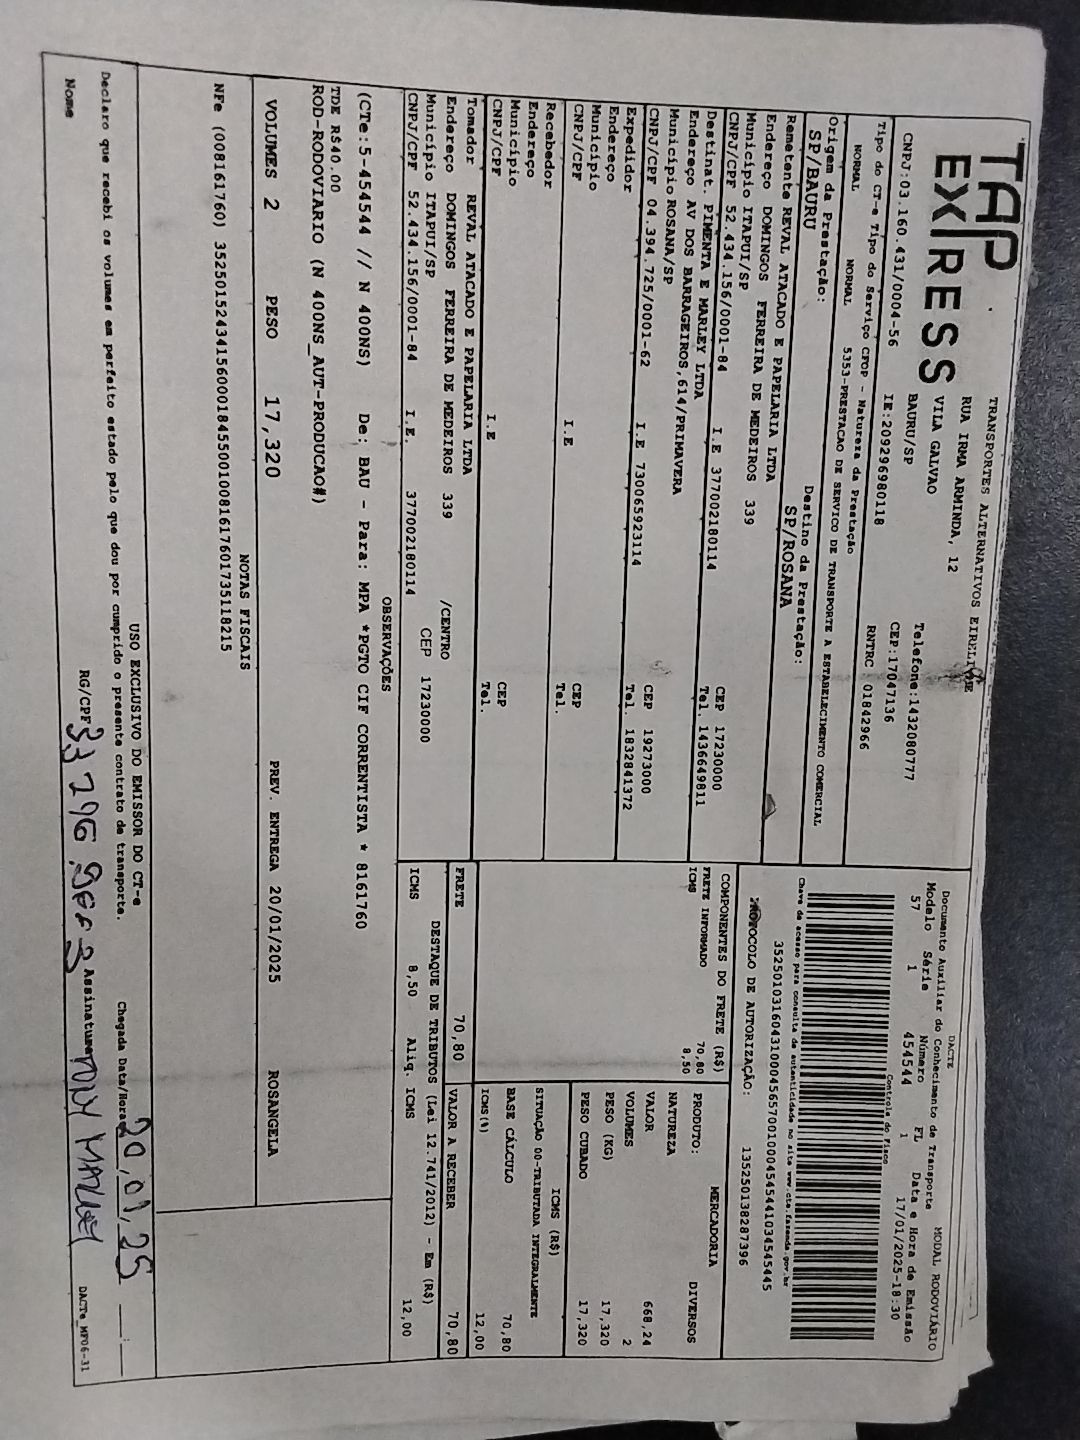 TAP
EXPRESS
TRANSPORTES ALTERNATIVOS EIRELI
RUA IRMA ARMINDA, 12
VILA GALVAO
BAURU/SP
Telefone:1432080777
CEP:17047136
CNPJ:03.160.431/0004-56 IE:209296980118 RNTRC 01842966
Tipo do CT-e Tipo do Serviço CFOP - Natureza da Prestação
NORMAL NORMAL 5353-PRESTACAO DE SERVICO DE TRANSPORTE A ESTABELECIMENTO COMERCIAL
Origem da Prestação: Destino da Prestação:
SP/BAURU SP/ROSANA
Remetente REVAL ATACADO E PAPELARIA LTDA
Endereço DOMINGOS FERREIRA DE MEDEIROS 339
Município ITAPUI/SP CEP 17230000
CNPJ/CPF 52.434.156/0001-84 I.E 377002180114 Tel. 1436649811
Destinat. PIMENTA E MARLEY LTDA
Endereço AV DOS BARRAGEIROS,614/PRIMAVERA
Município ROSANA/SP CEP 19273000
CNPJ/CPF 04.394.725/0001-62 I.E 730065923114 Tel. 1832841372
Expedidor
Endereço
Município CEP
CNPJ/CPF I.E Tel.
Recebedor
Endereço
Município CEP
CNPJ/CPF I.E Tel.
Tomador REVAL ATACADO E PAPELARIA LTDA
Endereço DOMINGOS FERREIRA DE MEDEIROS 339 /CENTRO
Município ITAPUI/SP CEP 17230000
CNPJ/CPF 52.434.156/0001-84 I.E. 377002180114
DACTE
Documento Auxiliar do Conhecimento de Transporte MODAL RODOVIÁRIO
Modelo Série Número FL Data e Hora de Emissão
57 1 454544 1 17/01/2025-18:30
Controle do Fisco
Chave de acesso para consulta de autenticidade no site www.cte.fazenda.gov.br
35250103160431000456570010004545441034545445
PROTOCOLO DE AUTORIZAÇÃO: 135250138287396
COMPONENTES DO FRETE (R$)
FRETE INFORMADO 70,80
ICMS 8,50
MERCADORIA
PRODUTO: DIVERSOS
NATUREZA
VALOR 668,24
VOLUMES 2
PESO (KG) 17,320
PESO CUBADO 17,320
ICMS (R$)
SITUAÇÃO 00-TRIBUTADA INTEGRALMENTE
BASE CÁLCULO 70,80
ICMS(%) 12,00
FRETE 70,80 VALOR A RECEBER 70,80
DESTAQUE DE TRIBUTOS (Lei 12.741/2012) - Em (R$)
ICMS 8,50 Aliq. ICMS 12,00
OBSERVAÇÕES
(CTe:5-454544 // N 400NS) De: BAU - Para: MPA *PGTO CIF CORRENTISTA * 8161760
TDE R$40.00
ROD-RODOVIARIO (N 400NS_AUT-PRODUCAO#)
VOLUMES 2 PESO 17,320 PREV. ENTREGA 20/01/2025 ROSANGELA
NOTAS FISCAIS
NFe (008161760) 35250152434156000184550010081617601735118215
USO EXCLUSIVO DO EMISSOR DO CT-e
Declaro que recebi os volumes em perfeito estado pelo que dou por cumprido o presente contrato de transporte. Chegada Data/Hora 20,01,25 __:__
Nome RG/CPF Assinatura
DACTe_MF06-31